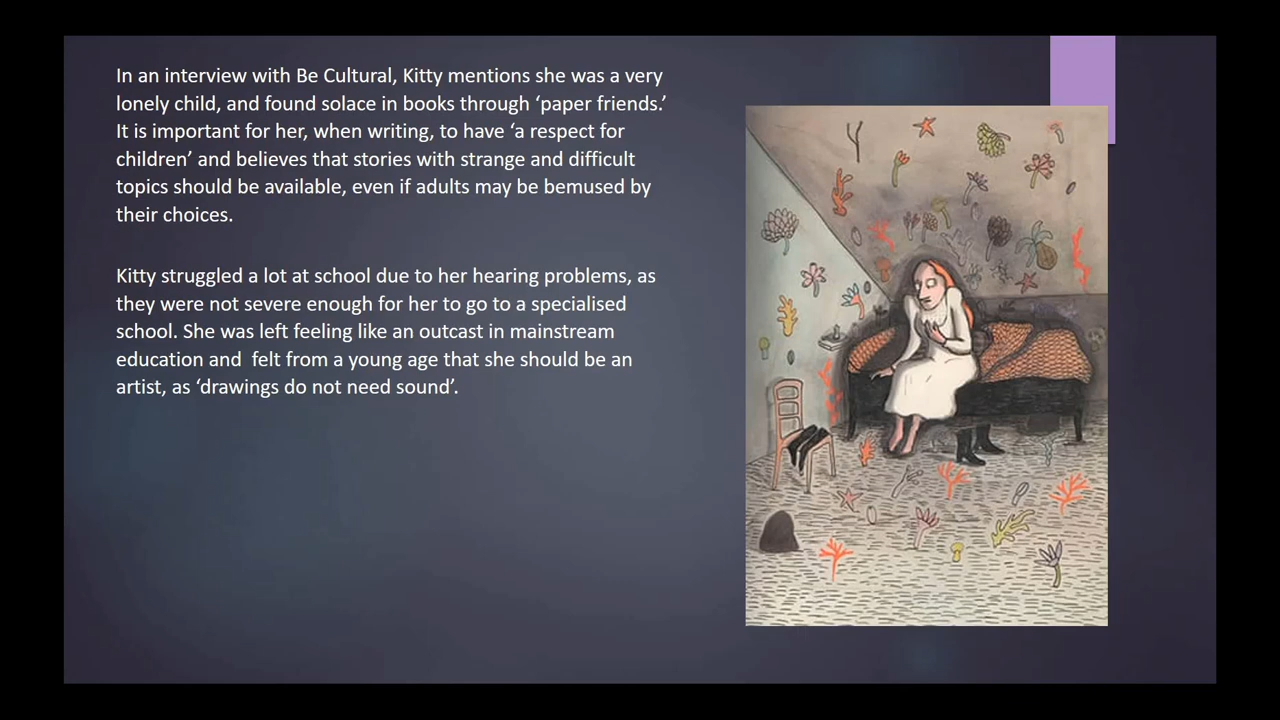 In an interview with Be Cultural, Kitty mentions she was a very
lonely child, and found solace in books through ‘paper friends.’
It is important for her, when writing, to have ‘a respect for
children’ and believes that stories with strange and difficult
topics should be available, even if adults may be bemused by
their choices.
Kitty struggled a lot at school due to her hearing problems, as
they were not severe enough for her to go to a specialised
school. She was left feeling like an outcast in mainstream
education and  felt from a young age that she should be an
artist, as ‘drawings do not need sound’.